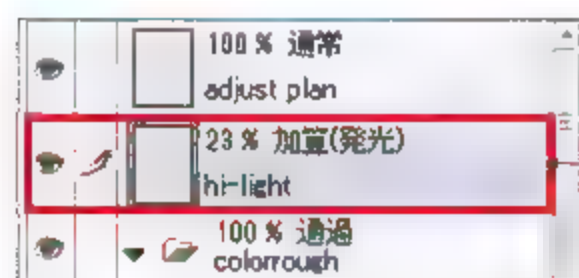 100 % 通常
adjust plan
23 % 加算(発光)
hi-light
100 % 通過
colorrough